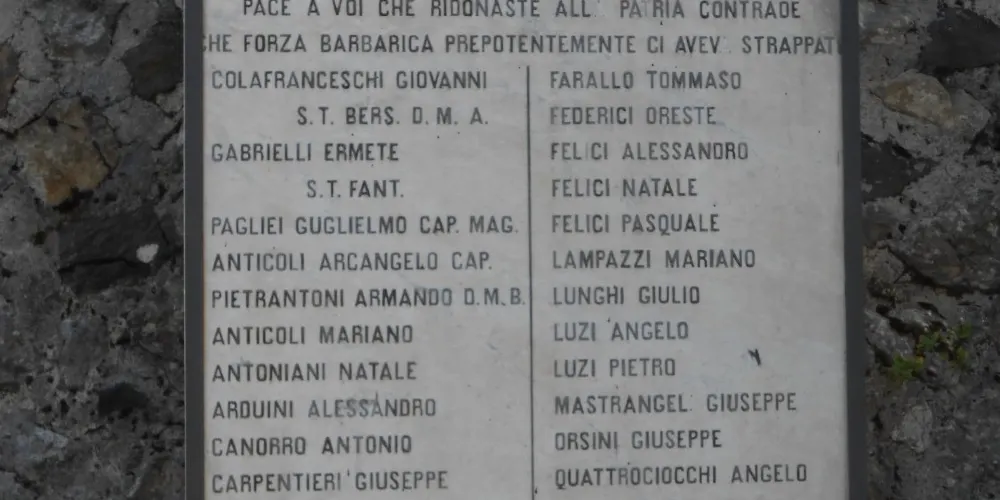 PACE A VOI CHE RIDONASTE ALL' PATRIA CONTRADE
CHE FORZA BARBARICA PREPOTENTEMENTE CI AVEV' STRAPPAT
COLAFRANCESCHI GIOVANNI
S.T. BERS. D. M. A.
GABRIELLI ERMETE
S.T. FANT.
PAGLIEI GUGLIELMO CAP. MAG.
ANTICOLI ARCANGELO CAP.
PIETRANTONI ARMANDO D.M.B.
ANTICOLI MARIANO
ANTONIANI NATALE
ARDUINI ALESSANDRO
CANORRO ANTONIO
CARPENTIERI GIUSEPPE
FARALLO TOMMASO
FEDERICI ORESTE
FELICI ALESSANDRO
FELICI NATALE
FELICI PASQUALE
LAMPAZZI MARIANO
LUNGHI GIULIO
LUZI ANGELO
LUZI PIETRO
MASTRANGEL. GIUSEPPE
ORSINI GIUSEPPE
QUATTROCIOCCHI ANGELO